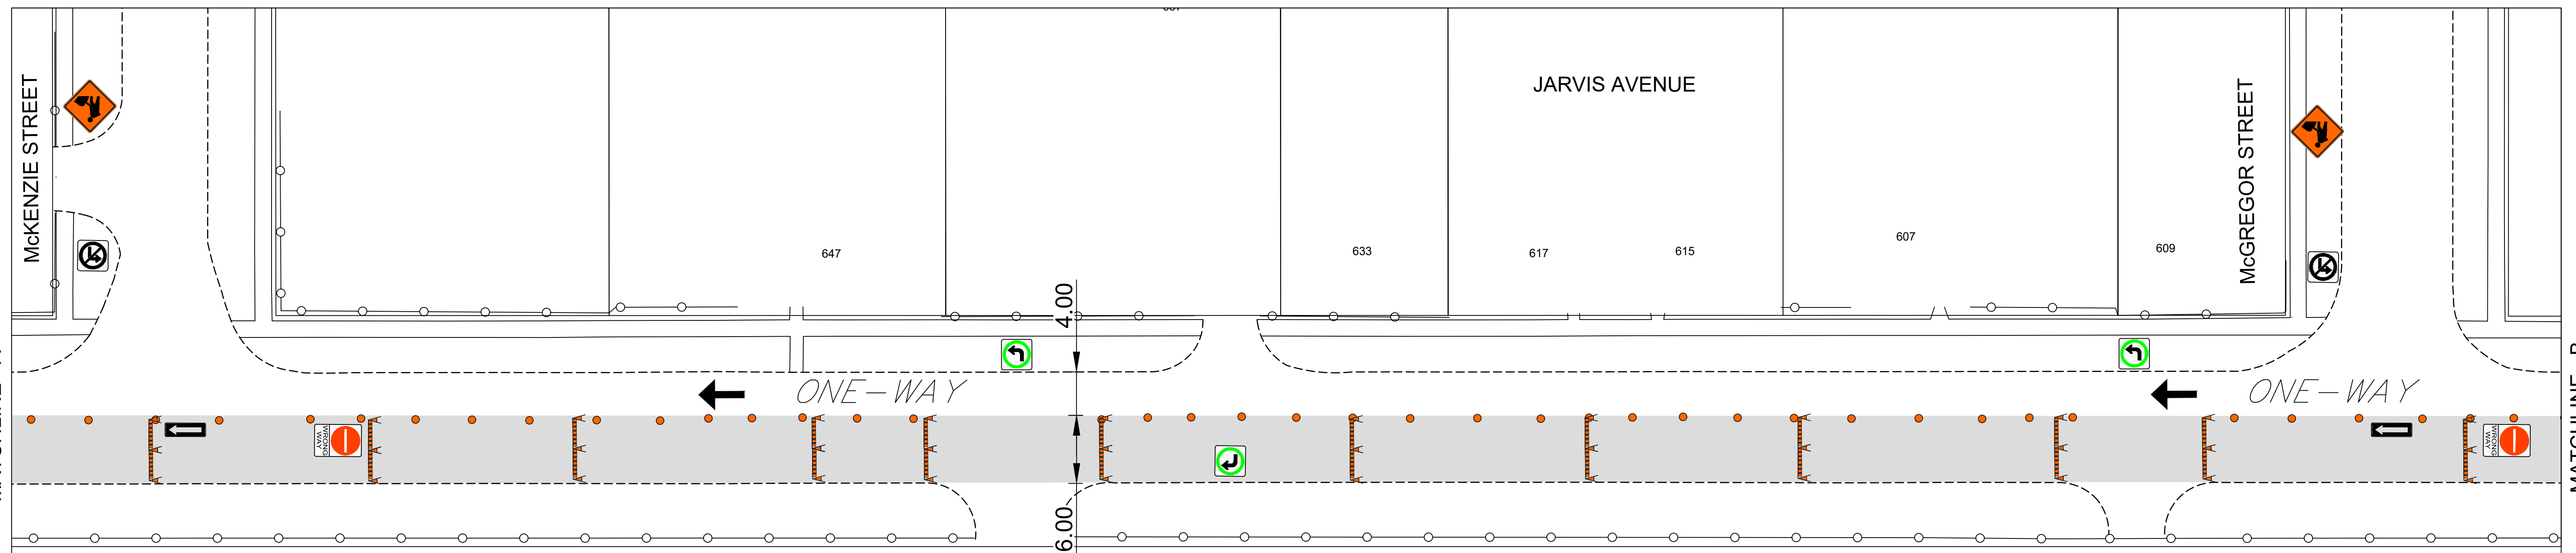 McKENZIE STREET
JARVIS AVENUE
McGREGOR STREET
647
633
617
615
607
609
4.00
ONE-WAY
ONE-WAY
WRONG
WAY
WRONG
WAY
6.00